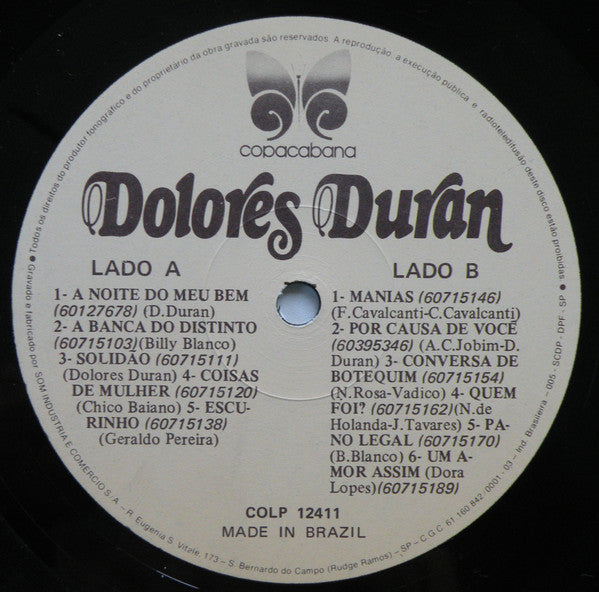 Todos os direitos do produtor fonográfico e do proprietário da obra gravada são reservados. A reprodução, a execução pública e radioteledifusão deste disco estão proibidas
copacabana
Dolores Duran
LADO A
1- A NOITE DO MEU BEM
(60127678) (D.Duran)
2- A BANCA DO DISTINTO
(60715103)(Billy Blanco)
3- SOLIDÃO (60715111)
(Dolores Duran) 4- COISAS
DE MULHER (60715120)
(Chico Baiano) 5- ESCU-
RINHO (60715138)
(Geraldo Pereira)
LADO B
1- MANIAS (60715146)
(F.Cavalcanti-C.Cavalcanti)
2- POR CAUSA DE VOCÊ
(60395346) (A.C.Jobim-D.
Duran) 3- CONVERSA DE
BOTEQUIM (60715154)
(N.Rosa-Vadico) 4- QUEM
FOI? (60715162)(N.de
Holanda-J.Tavares) 5- PA-
NO LEGAL (60715170)
(B.Blanco) 6- UM A-
MOR ASSIM (Dora
Lopes)(60715189)
COLP 12411
MADE IN BRAZIL
Gravado e fabricado por SOM INDUSTRIA E COMERCIO S.A. - R. Eugenia S. Vitele, 173 - S. Bernardo do Campo (Rudge Ramos) - SP - C.G.C. 61 160 842/0001-03 - Ind. Brasileira - 005 - SCDP - DPF - SP